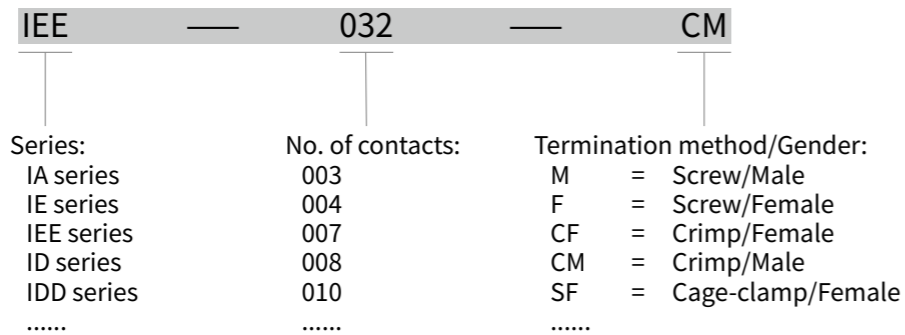 IEE — 032 — CM
Series: No. of contacts: Termination method/Gender:
IA series 003 M = Screw/Male
IE series 004 F = Screw/Female
IEE series 007 CF = Crimp/Female
ID series 008 CM = Crimp/Male
IDD series 010 SF = Cage-clamp/Female
...... ...... ......